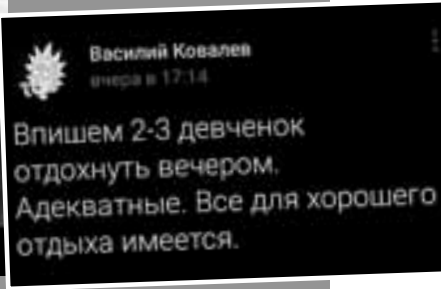 Василий Ковалев
вчера в 17:14
Впишем 2-3 девченок
отдохнуть вечером.
Адекватные. Все для хорошего
отдыха имеется.